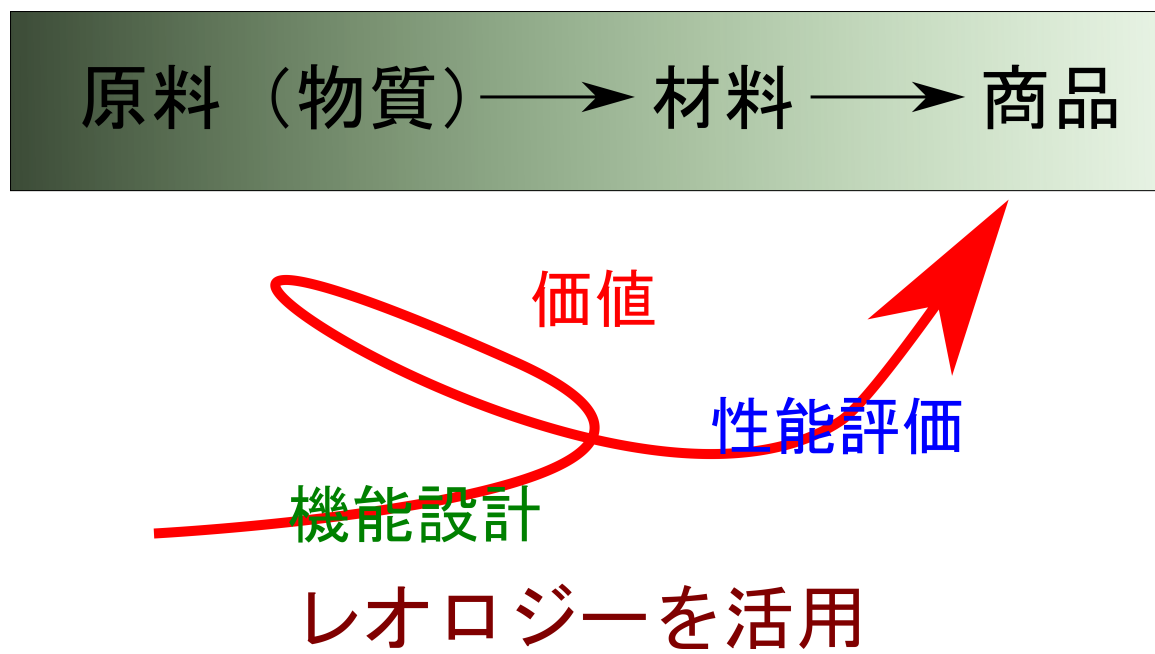 原料（物質）→材料→商品
価値
性能評価
機能設計
レオロジーを活用